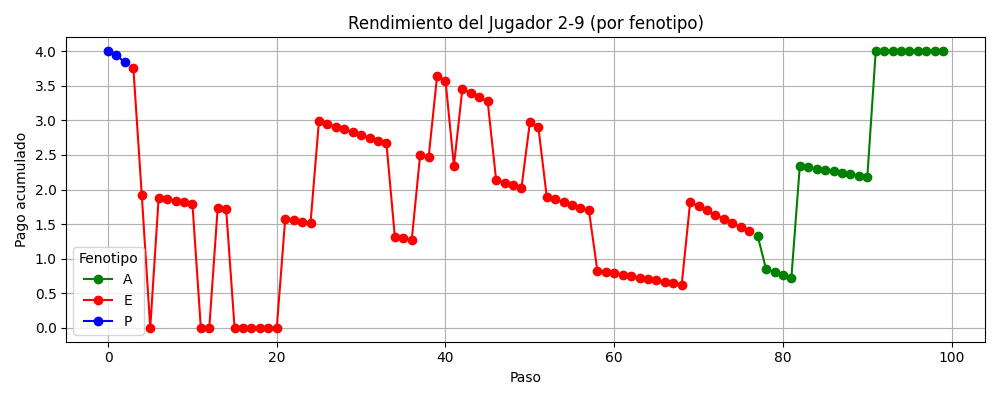 Rendimiento del Jugador 2-9 (por fenotipo)
Pago acumulado
4.0
3.5
3.0
2.5
2.0
1.5
1.0
0.5
0.0
Fenotipo
A
E
P
0 20 40 60 80 100
Paso